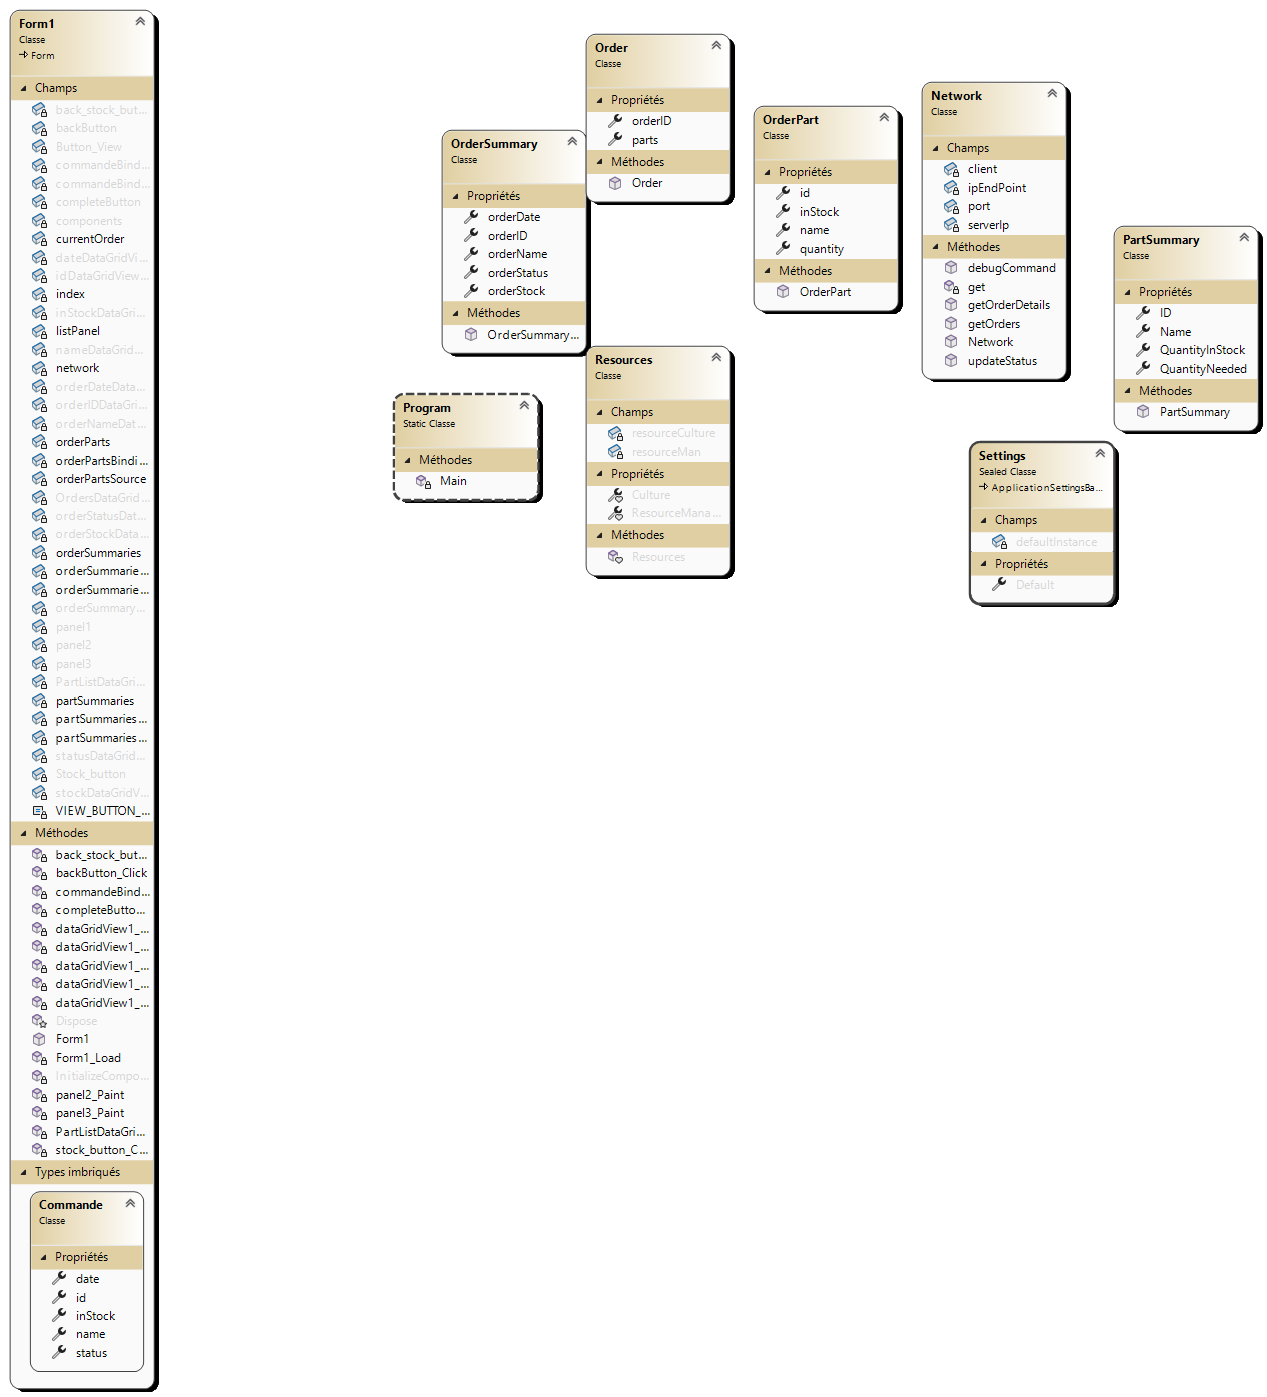 Form1
Classe
Form
Champs
back_stock_but...
backButton
Button_View
commandeBind...
commandeBind...
completeButton
components
currentOrder
dateDataGridVi...
idDataGridView...
index
inStockDataGri...
listPanel
nameDataGrid...
network
orderDateData...
orderIDDataGri...
orderNameDat...
orderParts
orderPartsBindi...
orderPartsSource
OrdersDataGrid...
orderStatusDat...
orderStockData...
orderSummaries
orderSummarie...
orderSummarie...
orderSummary...
panel1
panel2
panel3
PartListDataGri...
partSummaries
partSummaries...
partSummaries...
statusDataGrid...
Stock_button
stockDataGridV...
VIEW_BUTTON_...
Méthodes
back_stock_but...
backButton_Click
commandeBind...
completeButto...
dataGridView1_...
dataGridView1_...
dataGridView1_...
dataGridView1_...
dataGridView1_...
Dispose
Form1
Form1_Load
InitializeCompo...
panel2_Paint
panel3_Paint
PartListDataGri...
stock_button_C...
Types imbriqués
Commande
Classe
Propriétés
date
id
inStock
name
status
OrderSummary
Classe
Propriétés
orderDate
orderID
orderName
orderStatus
orderStock
Méthodes
OrderSummary...
Program
Static Classe
Méthodes
Main
Order
Classe
Propriétés
orderID
parts
Méthodes
Order
Resources
Classe
Champs
resourceCulture
resourceMan
Propriétés
Culture
ResourceMana...
Méthodes
Resources
OrderPart
Classe
Propriétés
id
inStock
name
quantity
Méthodes
OrderPart
Network
Classe
Champs
client
ipEndPoint
port
serverIp
Méthodes
debugCommand
get
getOrderDetails
getOrders
Network
updateStatus
Settings
Sealed Classe
ApplicationSettingsBa...
Champs
defaultInstance
Propriétés
Default
PartSummary
Classe
Propriétés
ID
Name
QuantityInStock
QuantityNeeded
Méthodes
PartSummary